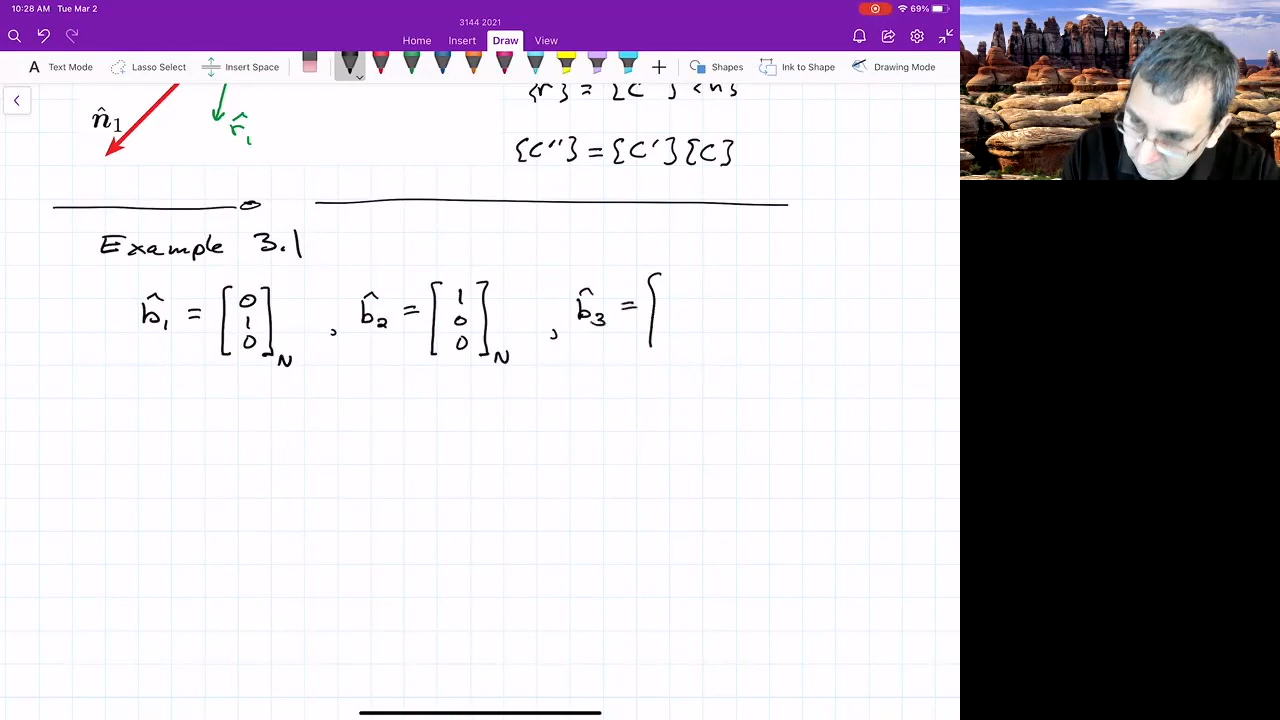 10:28 AM Tue Mar 2
69%
3144 2021
Home Insert Draw View
Text Mode Lasso Select Insert Space Shapes Ink to Shape Drawing Mode
{r} = [C ] {n}
n̂₁
r̂₁
{C''} = [C'] [C]
Example 3.1
b̂₁ = [0 1 0]N , b̂₂ = [1 0 0]N , b̂₃ = [